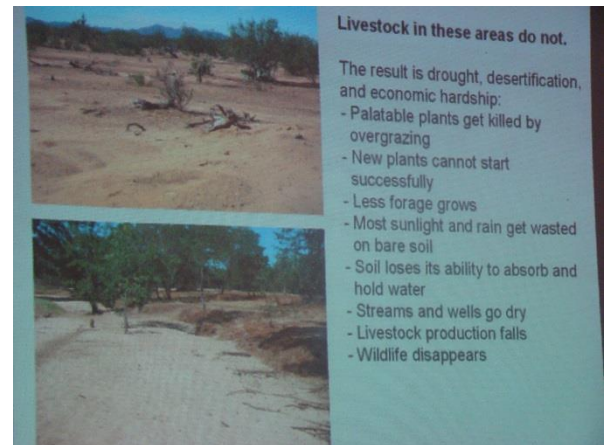 Livestock in these areas do not.
The result is drought, desertification,
and economic hardship:
- Palatable plants get killed by
overgrazing
- New plants cannot start
successfully
- Less forage grows
- Most sunlight and rain get wasted
on bare soil
- Soil loses its ability to absorb and
hold water
- Streams and wells go dry
- Livestock production falls
- Wildlife disappears